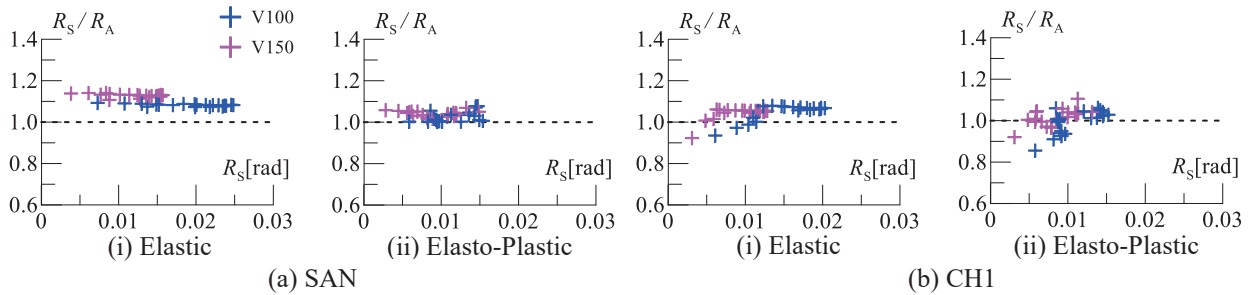 R_S / R_A
1.4
1.2
1.0
0.8
0.6
0
0.01
0.02
0.03
R_S[rad]
V100
V150
(i) Elastic
R_S / R_A
1.4
1.2
1.0
0.8
0.6
0
0.01
0.02
0.03
R_S[rad]
(ii) Elasto-Plastic
(a) SAN
R_S / R_A
1.4
1.2
1.0
0.8
0.6
0
0.01
0.02
0.03
R_S[rad]
V100
V150
(i) Elastic
R_S / R_A
1.4
1.2
1.0
0.8
0.6
0
0.01
0.02
0.03
R_S[rad]
(ii) Elasto-Plastic
(b) CH1